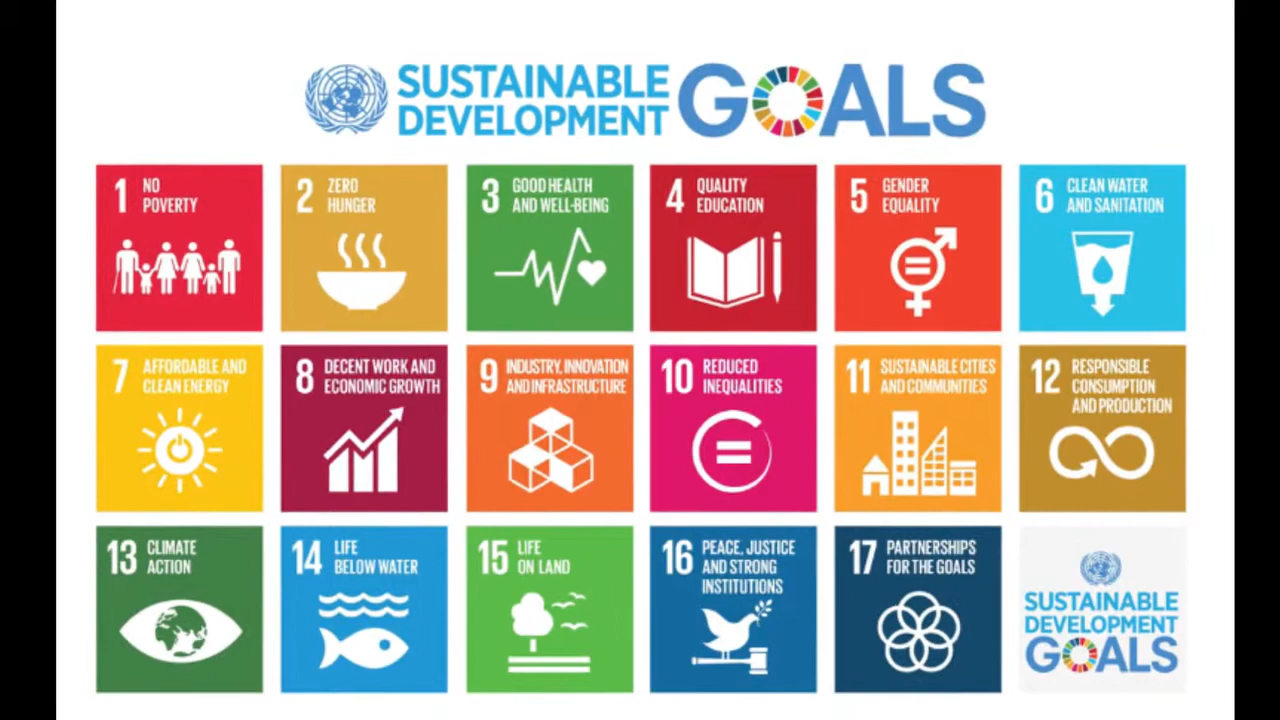 SUSTAINABLE
DEVELOPMENT
GOALS
1 NO
POVERTY
2 ZERO
HUNGER
3 GOOD HEALTH
AND WELL-BEING
4 QUALITY
EDUCATION
5 GENDER
EQUALITY
6 CLEAN WATER
AND SANITATION
7 AFFORDABLE AND
CLEAN ENERGY
8 DECENT WORK AND
ECONOMIC GROWTH
9 INDUSTRY, INNOVATION
AND INFRASTRUCTURE
10 REDUCED
INEQUALITIES
11 SUSTAINABLE CITIES
AND COMMUNITIES
12 RESPONSIBLE
CONSUMPTION
AND PRODUCTION
13 CLIMATE
ACTION
14 LIFE
BELOW WATER
15 LIFE
ON LAND
16 PEACE, JUSTICE
AND STRONG
INSTITUTIONS
17 PARTNERSHIPS
FOR THE GOALS
SUSTAINABLE
DEVELOPMENT
GOALS